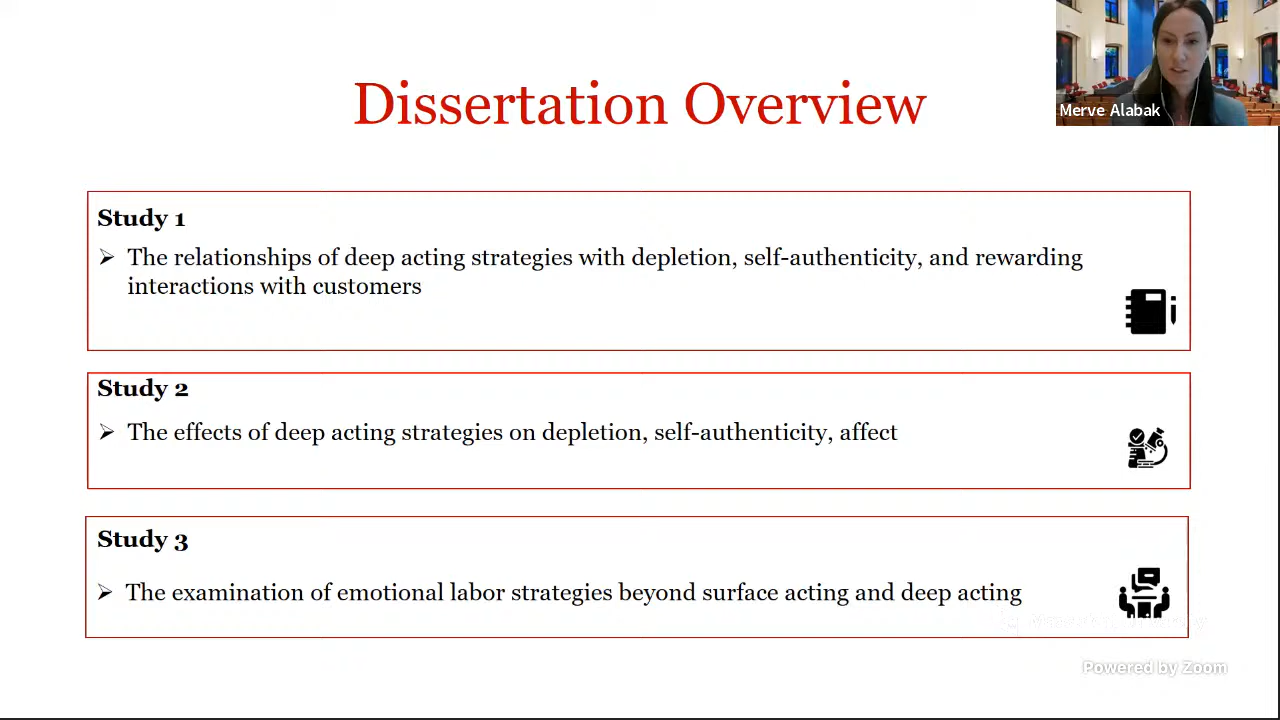 Dissertation Overview
Merve Alabak
Study 1
The relationships of deep acting strategies with depletion, self-authenticity, and rewarding
interactions with customers
Study 2
The effects of deep acting strategies on depletion, self-authenticity, affect
Study 3
The examination of emotional labor strategies beyond surface acting and deep acting
Powered by Zoom